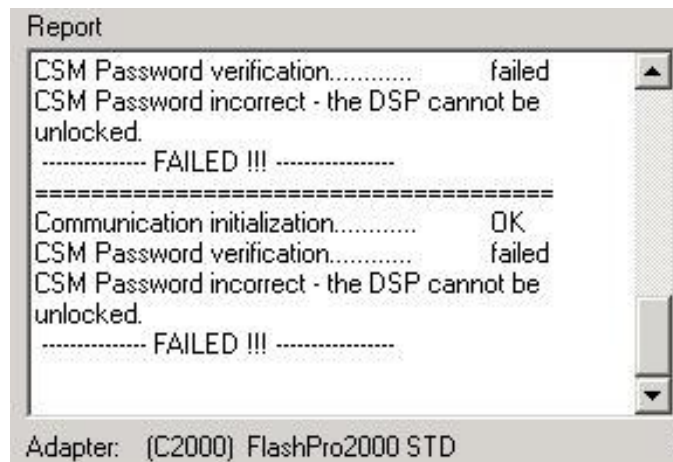 Report
CSM Password verification............ failed
CSM Password incorrect - the DSP cannot be
unlocked.
-------------- FAILED !!! ----------------
========================================
Communication initialization............ OK
CSM Password verification............ failed
CSM Password incorrect - the DSP cannot be
unlocked.
-------------- FAILED !!! ----------------
Adapter: (C2000) FlashPro2000 STD